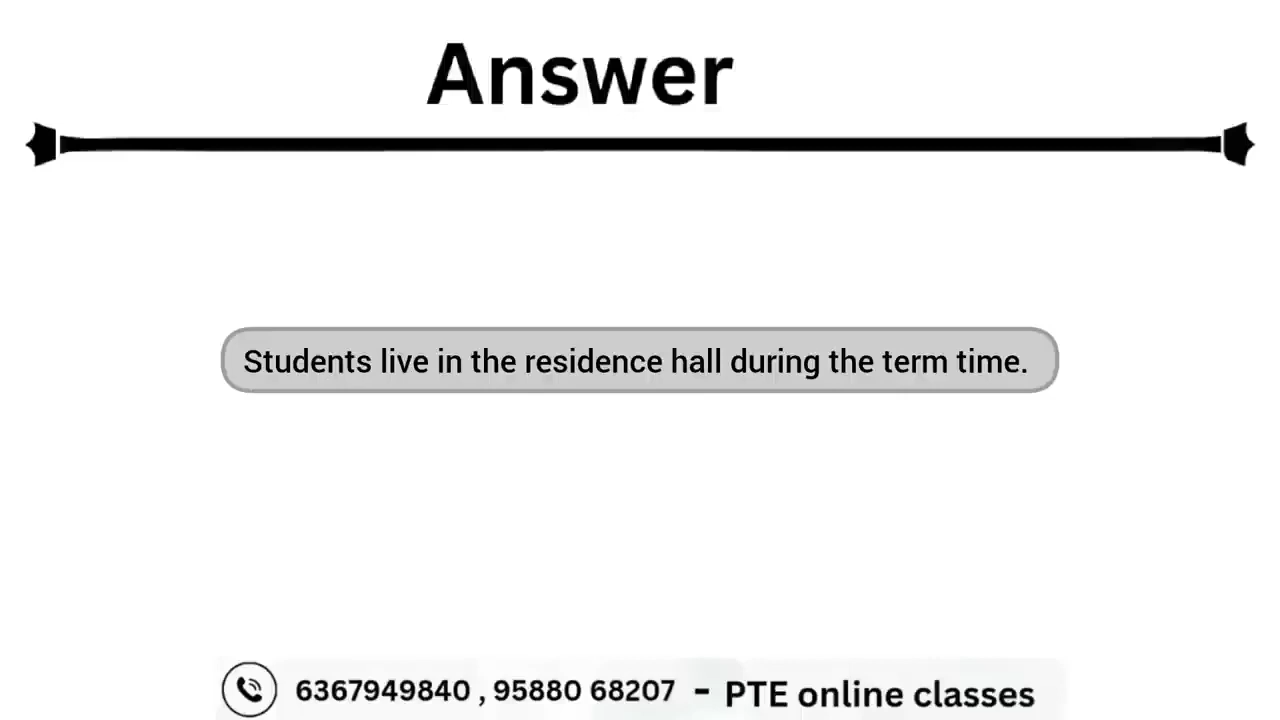 Answer
Students live in the residence hall during the term time.
6367949840 , 95880 68207 - PTE online classes